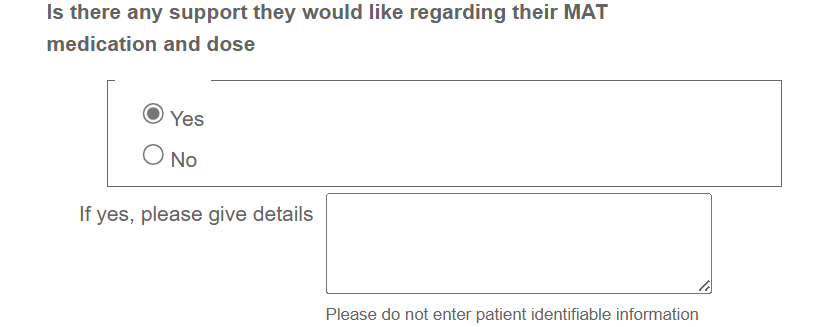 Is there any support they would like regarding their MAT
medication and dose
Yes
No
If yes, please give details
Please do not enter patient identifiable information